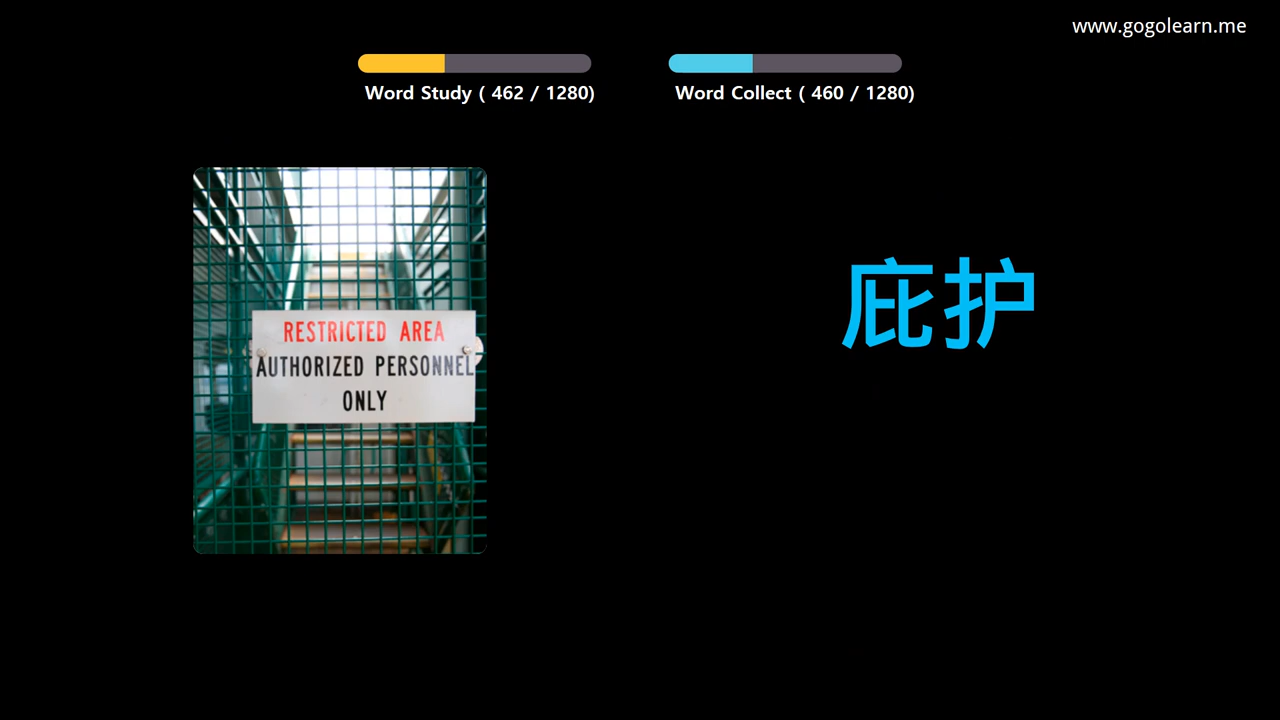 www.gogolearn.me
Word Study ( 462 / 1280)
Word Collect ( 460 / 1280)
RESTRICTED AREA
AUTHORIZED PERSONNEL
ONLY
庇护